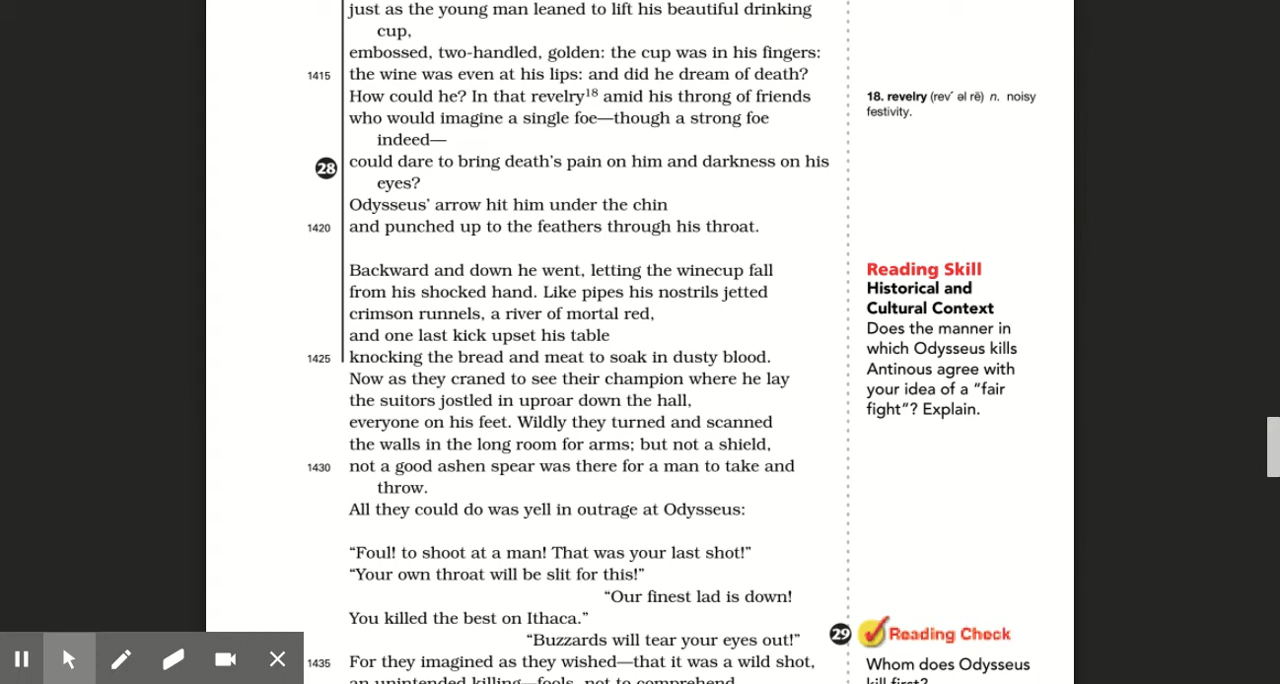 just as the young man leaned to lift his beautiful drinking
cup,
embossed, two-handled, golden: the cup was in his fingers:
1415 the wine was even at his lips: and did he dream of death?
How could he? In that revelry18 amid his throng of friends
who would imagine a single foe—though a strong foe
indeed—
28 could dare to bring death's pain on him and darkness on his
eyes?
Odysseus' arrow hit him under the chin
1420 and punched up to the feathers through his throat.
Backward and down he went, letting the winecup fall
from his shocked hand. Like pipes his nostrils jetted
crimson runnels, a river of mortal red,
and one last kick upset his table
1425 knocking the bread and meat to soak in dusty blood.
Now as they craned to see their champion where he lay
the suitors jostled in uproar down the hall,
everyone on his feet. Wildly they turned and scanned
the walls in the long room for arms; but not a shield,
1430 not a good ashen spear was there for a man to take and
throw.
All they could do was yell in outrage at Odysseus:
“Foul! to shoot at a man! That was your last shot!”
“Your own throat will be slit for this!”
“Our finest lad is down!
You killed the best on Ithaca.”
“Buzzards will tear your eyes out!”
1435 For they imagined as they wished—that it was a wild shot,
an unintended killing—fools, not to comprehend
18. revelry (rev´ əl rē) n. noisy
festivity.
Reading Skill
Historical and
Cultural Context
Does the manner in
which Odysseus kills
Antinous agree with
your idea of a “fair
fight”? Explain.
29 Reading Check
Whom does Odysseus
kill first?